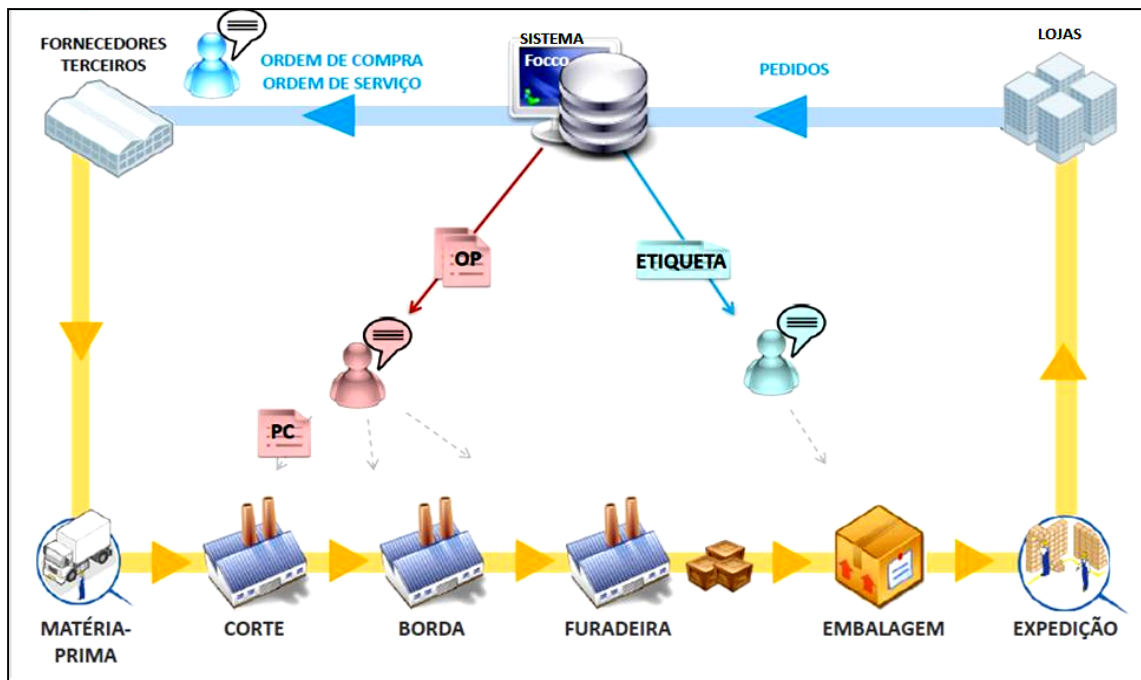 FORNECEDORES
TERCEIROS
ORDEM DE COMPRA
ORDEM DE SERVIÇO
SISTEMA
Focco
PEDIDOS
LOJAS
OP
ETIQUETA
PC
MATÉRIA-
PRIMA
CORTE
BORDA
FURADEIRA
EMBALAGEM
EXPEDIÇÃO